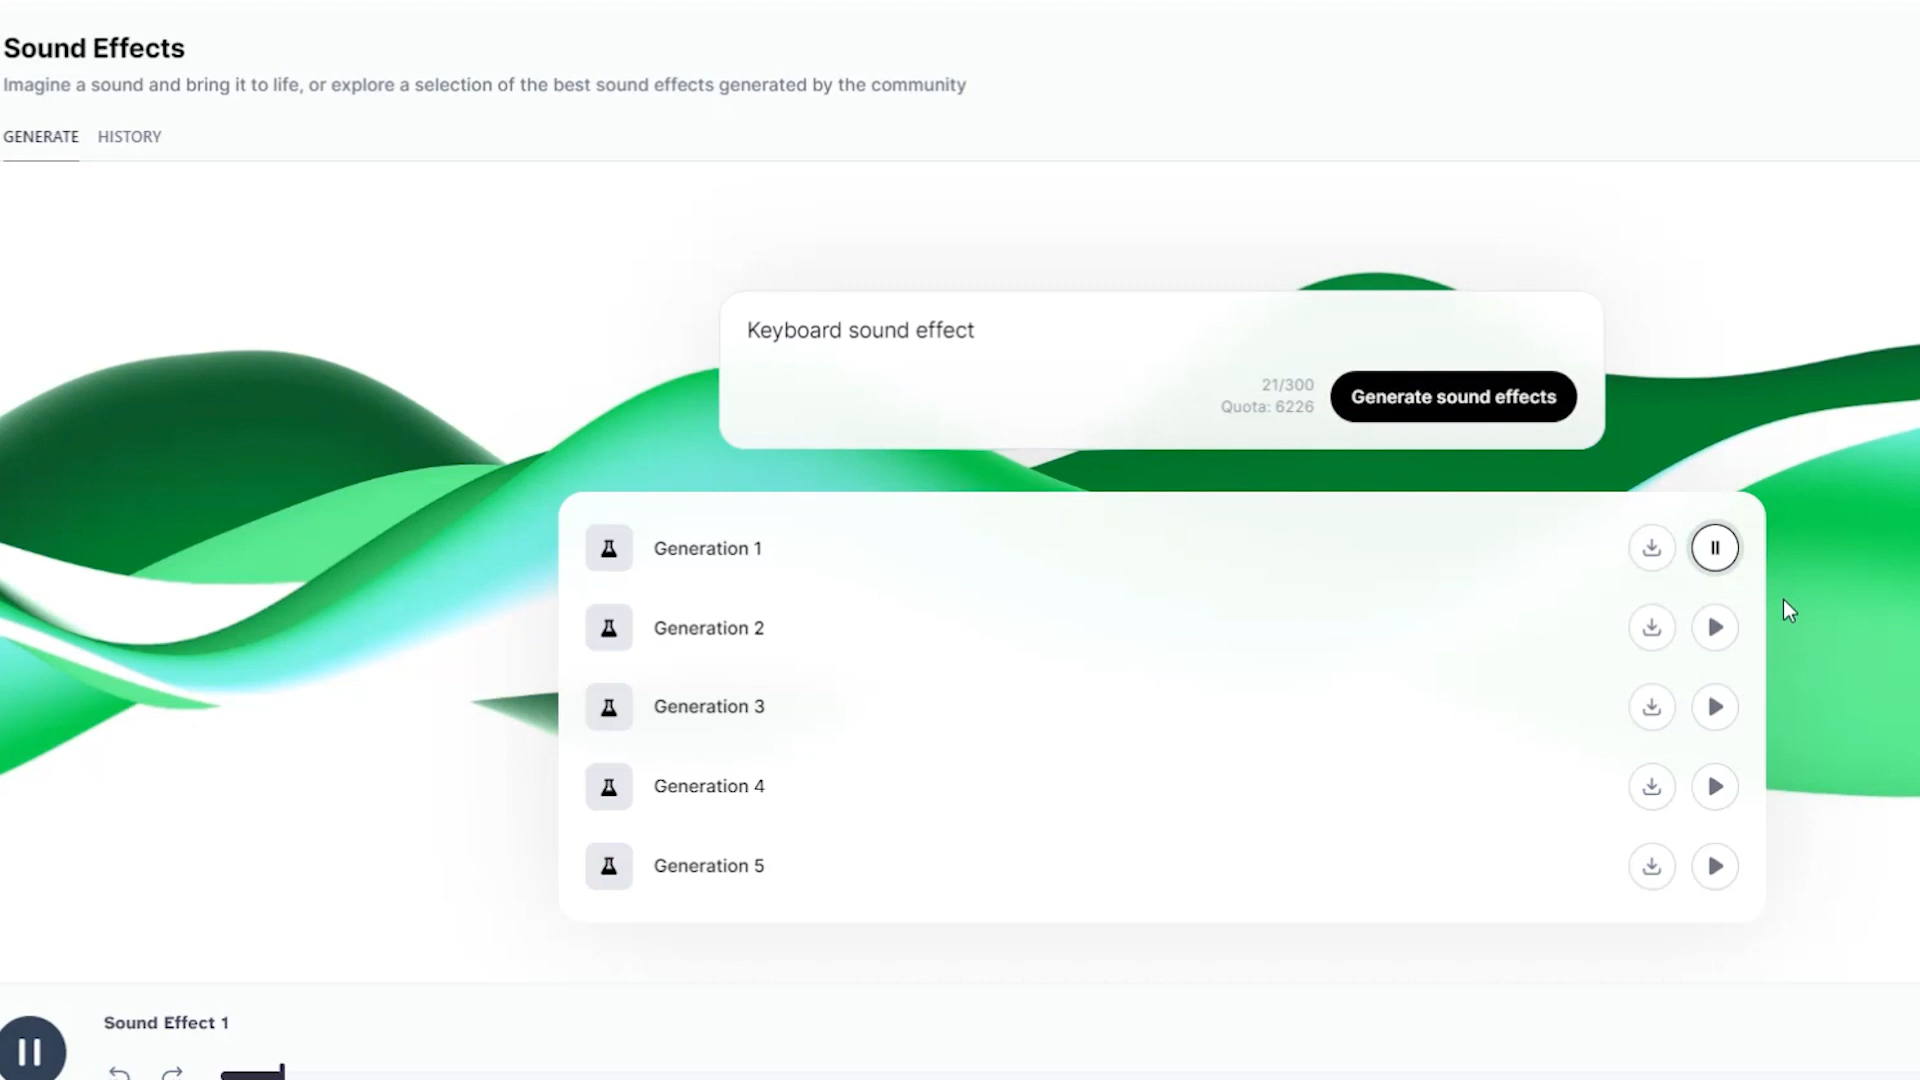 Sound Effects
Imagine a sound and bring it to life, or explore a selection of the best sound effects generated by the community
GENERATE HISTORY
Keyboard sound effect
21/300
Quota: 6226
Generate sound effects
Generation 1
Generation 2
Generation 3
Generation 4
Generation 5
Sound Effect 1